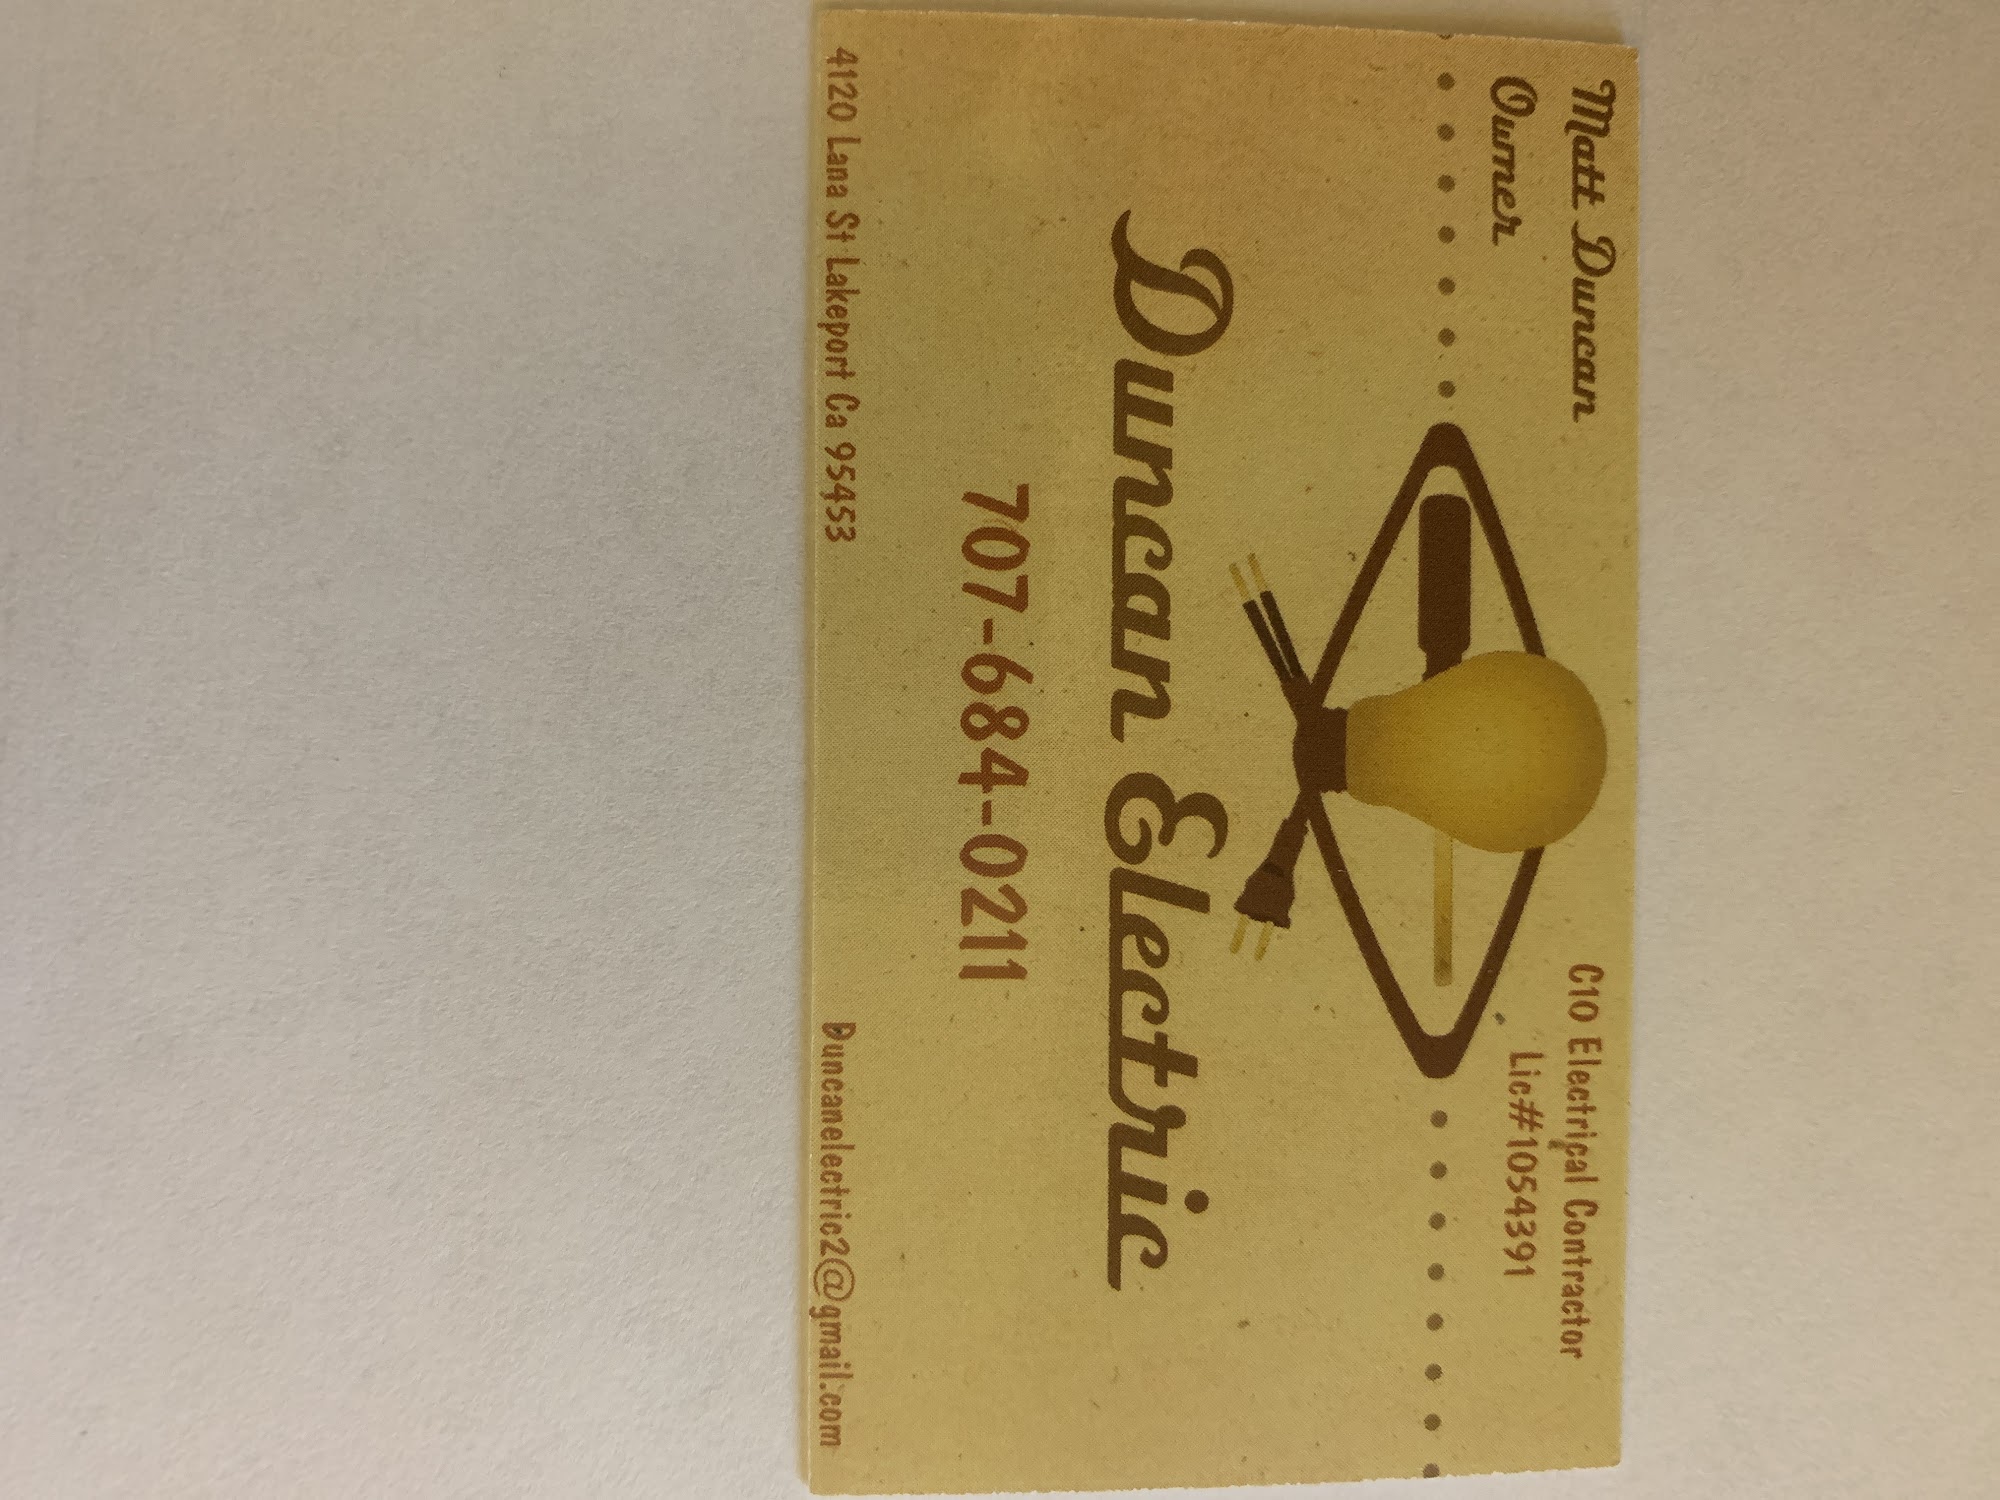 Matt Duncan
Owner
C10 Electrical Contractor
Lic#1054391
Duncan Electric
707-684-0211
4120 Lana St Lakeport Ca 95453
Duncanelectric2@gmail.com